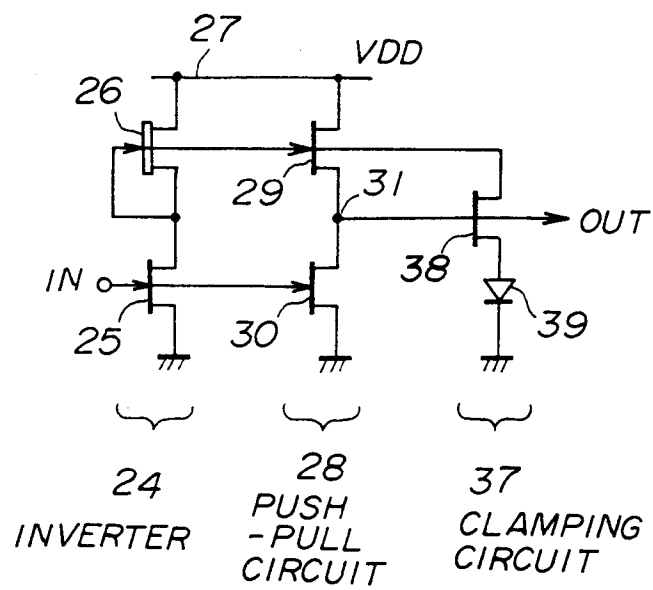 27
VDD
26
29
31
OUT
38
IN
25
30
39
24
INVERTER
28
PUSH
-PULL
CIRCUIT
37
CLAMPING
CIRCUIT